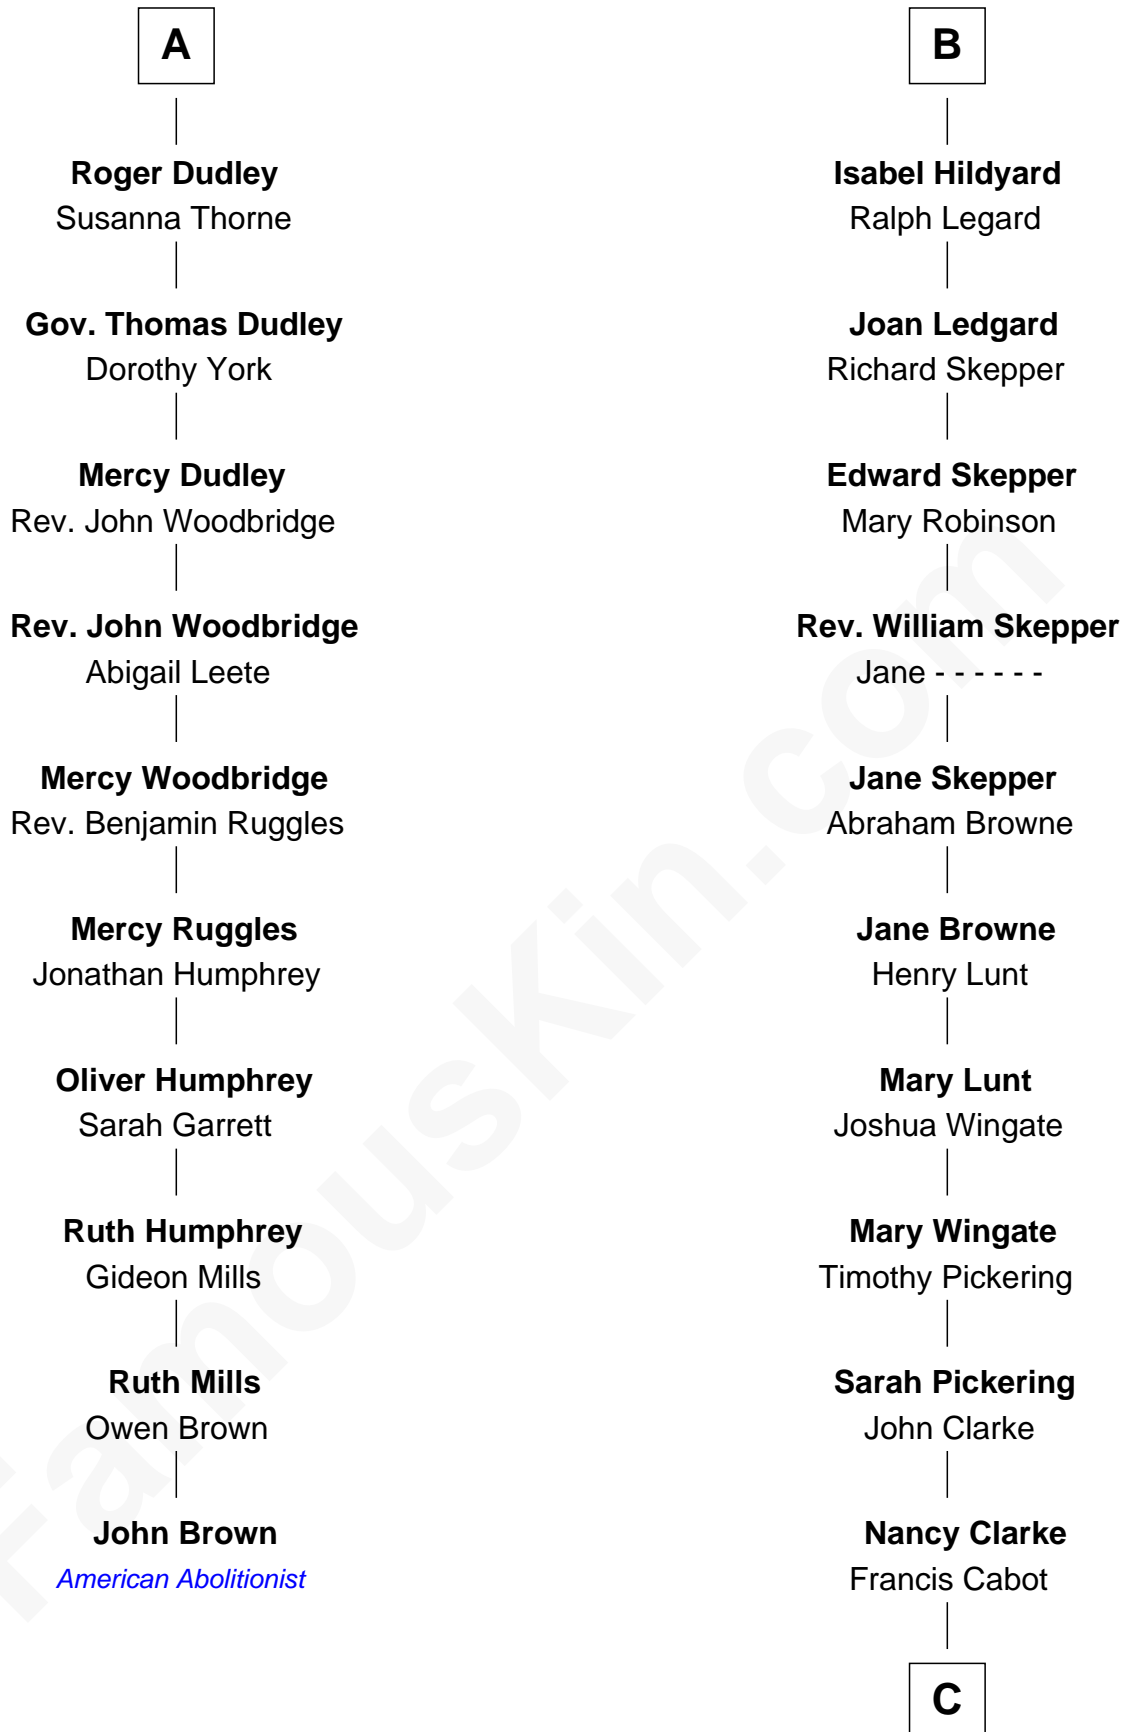 A
Roger Dudley
Susanna Thorne
Gov. Thomas Dudley
Dorothy York
Mercy Dudley
Rev. John Woodbridge
Rev. John Woodbridge
Abigail Leete
Mercy Woodbridge
Rev. Benjamin Ruggles
Mercy Ruggles
Jonathan Humphrey
Oliver Humphrey
Sarah Garrett
Ruth Humphrey
Gideon Mills
Ruth Mills
Owen Brown
John Brown
American Abolitionist
B
Isabel Hildyard
Ralph Legard
Joan Ledgard
Richard Skepper
Edward Skepper
Mary Robinson
Rev. William Skepper
Jane - - - - - -
Jane Skepper
Abraham Browne
Jane Browne
Henry Lunt
Mary Lunt
Joshua Wingate
Mary Wingate
Timothy Pickering
Sarah Pickering
John Clarke
Nancy Clarke
Francis Cabot
C
FamousKin.com